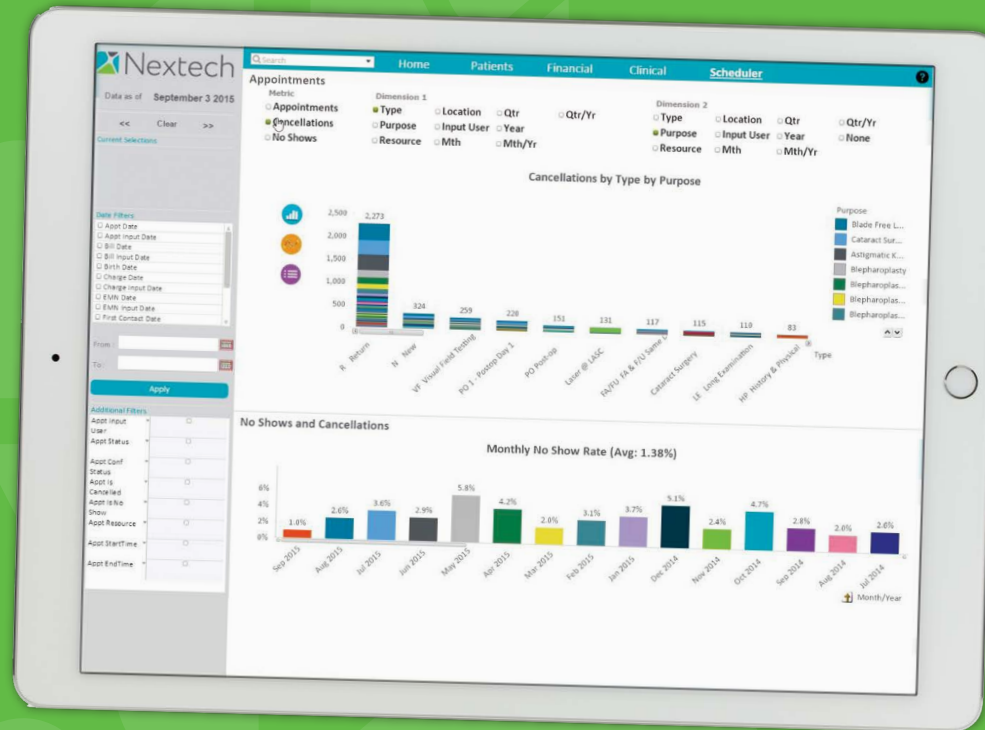 Nextech
Data as of September 3 2015
<< Clear >>
Current Selections
Date Filters
Appt Date
Appt Input Date
Bill Date
Bill Input Date
Birth Date
Charge Date
Charge Input Date
EMN Date
EMN Input Date
First Contact Date
From :
To :
Apply
Additional Filters
Appt Input
User
Appt Status
Appt Conf
Status
Appt Is
Cancelled
Appt Is No
Show
Appt Resource
Appt StartTime
Appt EndTime
Search Home Patients Financial Clinical Scheduler ?
Appointments
Metric
Appointments
Cancellations
No Shows
Dimension 1
Type Location Qtr Qtr/Yr
Purpose Input User Year
Resource Mth Mth/Yr
Dimension 2
Type Location Qtr Qtr/Yr
Purpose Input User Year None
Resource Mth Mth/Yr
Cancellations by Type by Purpose
2,500
2,000
1,500
1,000
500
0
2,273 324 259 228 151 131 117 115 110 83
R Return
N New
VF Visual Field Testing
PO 1 - Postop Day 1
PO Post-op
Laser @ LASC
FA/FU FA & F/U Same
Cataract Surgery
LE Long Examination
HP History & Physical
Type
Purpose
Blade Free L...
Cataract Sur...
Astigmatic K...
Blepharoplasty
Blepharoplas...
Blepharoplas...
Blepharoplas...
No Shows and Cancellations
Monthly No Show Rate (Avg: 1.38%)
6%
4%
2%
0%
1.0% 2.6% 3.6% 2.9% 5.8% 4.2% 2.0% 3.1% 3.7% 5.1% 2.4% 4.7% 2.8% 2.0% 2.6%
Sep 2015 Aug 2015 Jul 2015 Jun 2015 May 2015 Apr 2015 Mar 2015 Feb 2015 Jan 2015 Dec 2014 Nov 2014 Oct 2014 Sep 2014 Aug 2014 Jul 2014
Month/Year